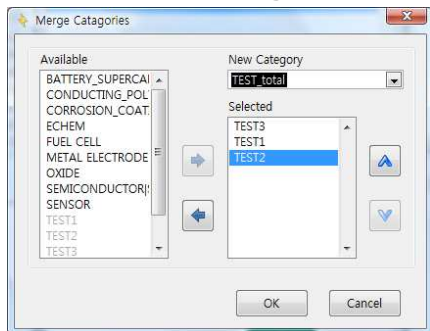 Merge Catagories
Available
BATTERY_SUPERCAI
CONDUCTING_POL
CORROSION_COAT.
ECHEM
FUEL CELL
METAL ELECTRODE
OXIDE
SEMICONDUCTOR|
SENSOR
TEST1
TEST2
TEST3
New Category
TEST_total
Selected
TEST3
TEST1
TEST2
OK
Cancel